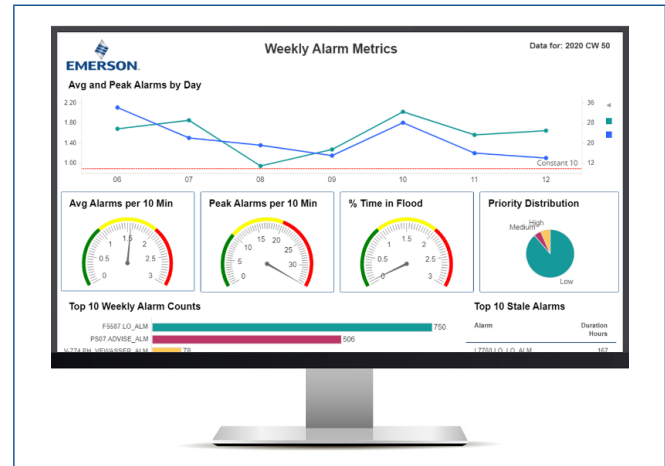 EMERSON
Weekly Alarm Metrics
Data for: 2020 CW 50
Avg and Peak Alarms by Day
2.20
1.80
1.40
1.00
36
28
20
12
Constant 10
06 07 08 09 10 11 12
Avg Alarms per 10 Min
0 0.5 1 1.5 2 2.5 3
Peak Alarms per 10 Min
0 5 10 15 20 25 30
% Time in Flood
0 0.5 1 1.5 2 2.5 3
Priority Distribution
High
Medium
Low
Top 10 Weekly Alarm Counts
F5587.LO_ALM 750
PS07.ADVISE_ALM 506
78
Top 10 Stale Alarms
Alarm Duration
Hours
L7760.LO_LO_ALM 167